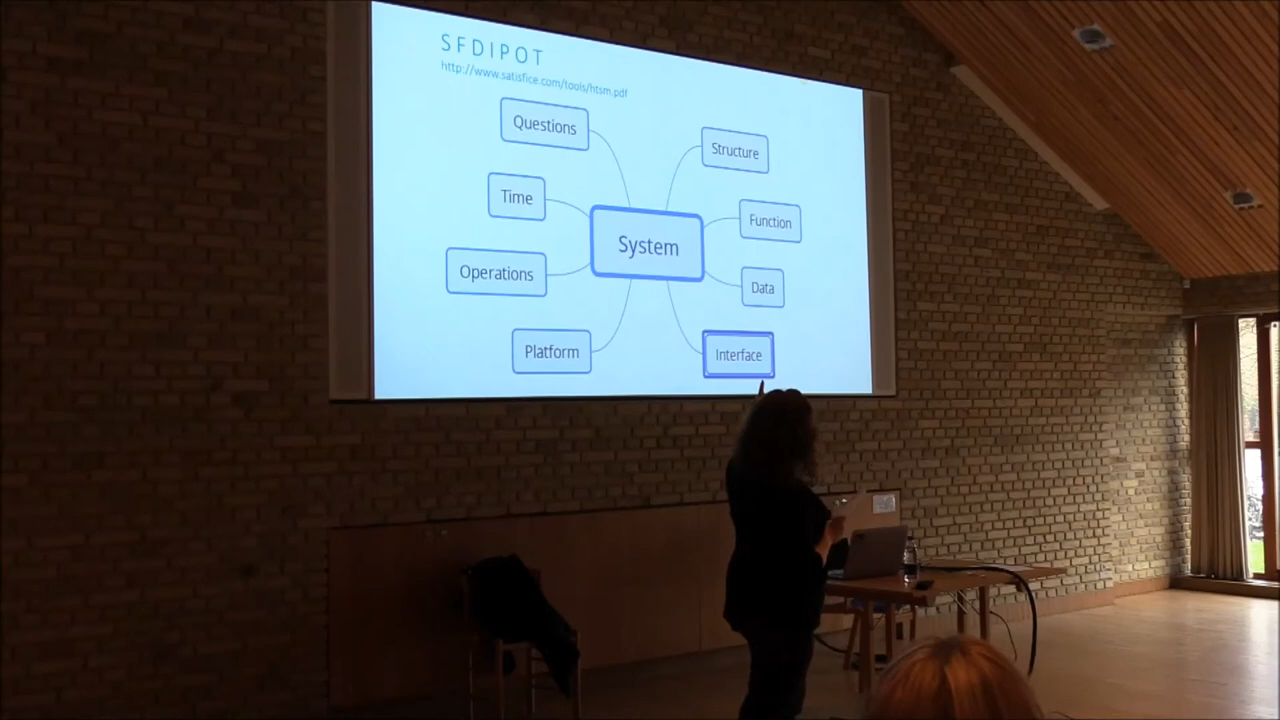 SFDIPOT
http://www.satisfice.com/tools/htsm.pdf
Questions
Structure
Time
Function
System
Operations
Data
Platform
Interface